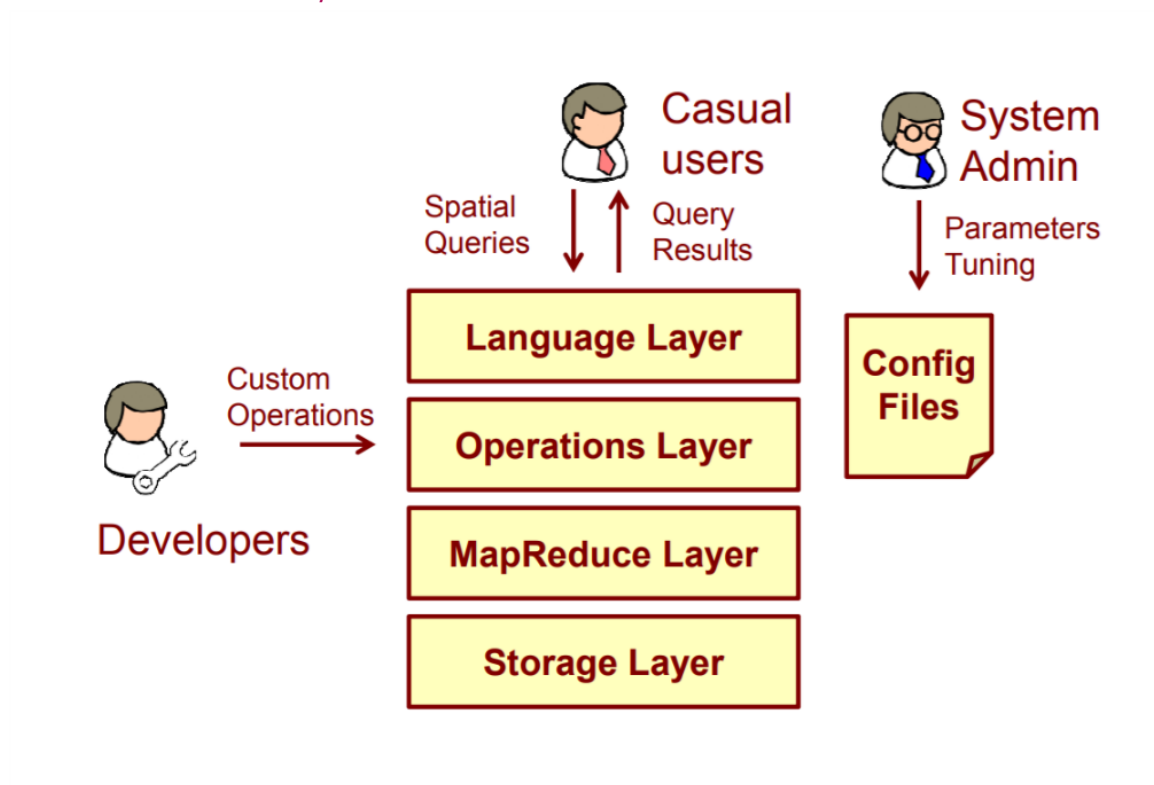 Casual
users
System
Admin
Spatial
Queries
Query
Results
Parameters
Tuning
Language Layer
Config
Files
Custom
Operations
Operations Layer
Developers
MapReduce Layer
Storage Layer